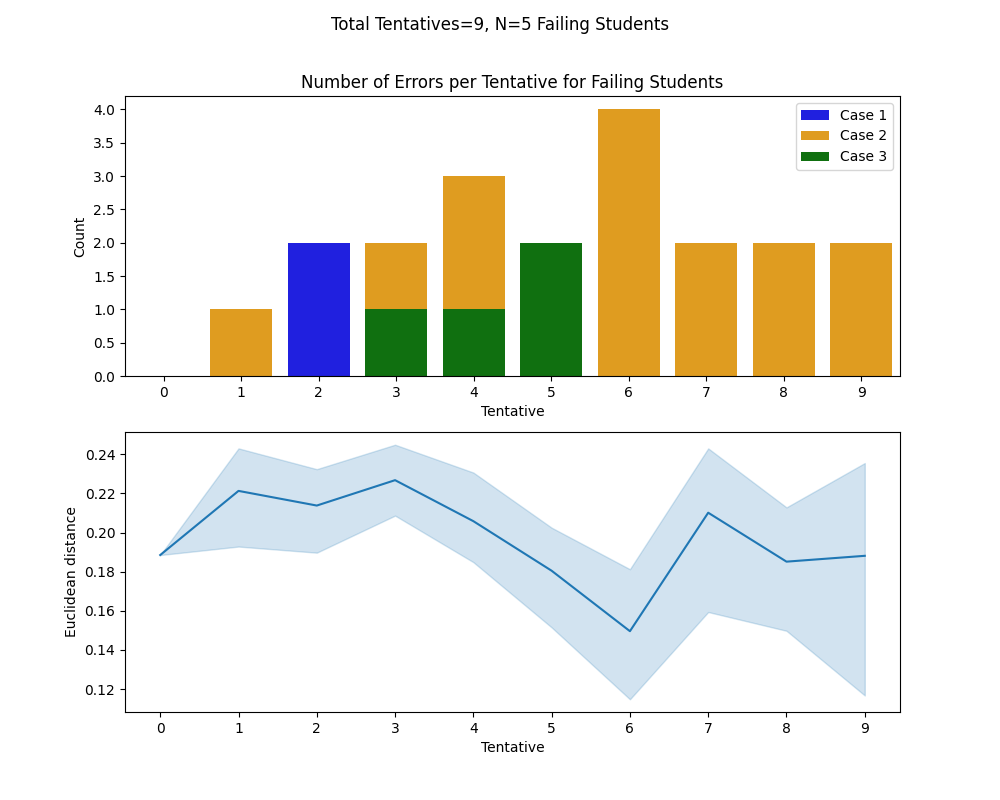 Total Tentatives=9, N=5 Failing Students
Number of Errors per Tentative for Failing Students
Case 1
Case 2
Case 3
Count
4.0
3.5
3.0
2.5
2.0
1.5
1.0
0.5
0.0
0 1 2 3 4 5 6 7 8 9
Tentative
Euclidean distance
0.24
0.22
0.20
0.18
0.16
0.14
0.12
0 1 2 3 4 5 6 7 8 9
Tentative